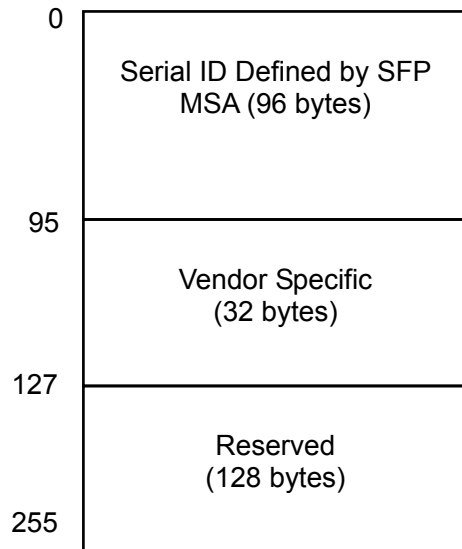 0
Serial ID Defined by SFP
MSA (96 bytes)
95
Vendor Specific
(32 bytes)
127
Reserved
(128 bytes)
255